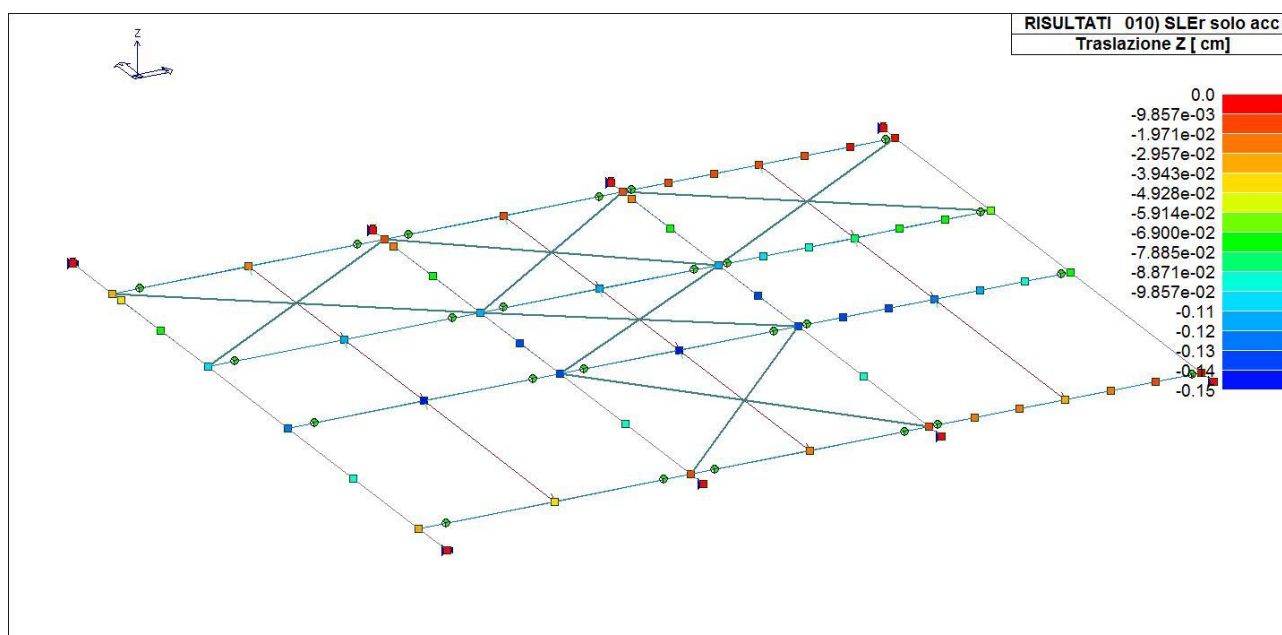 RISULTATI 010) SLEr solo acc
Traslazione Z [ cm]
Z
0.0
-9.857e-03
-1.971e-02
-2.957e-02
-3.943e-02
-4.928e-02
-5.914e-02
-6.900e-02
-7.885e-02
-8.871e-02
-9.857e-02
-0.11
-0.12
-0.13
-0.14
-0.15